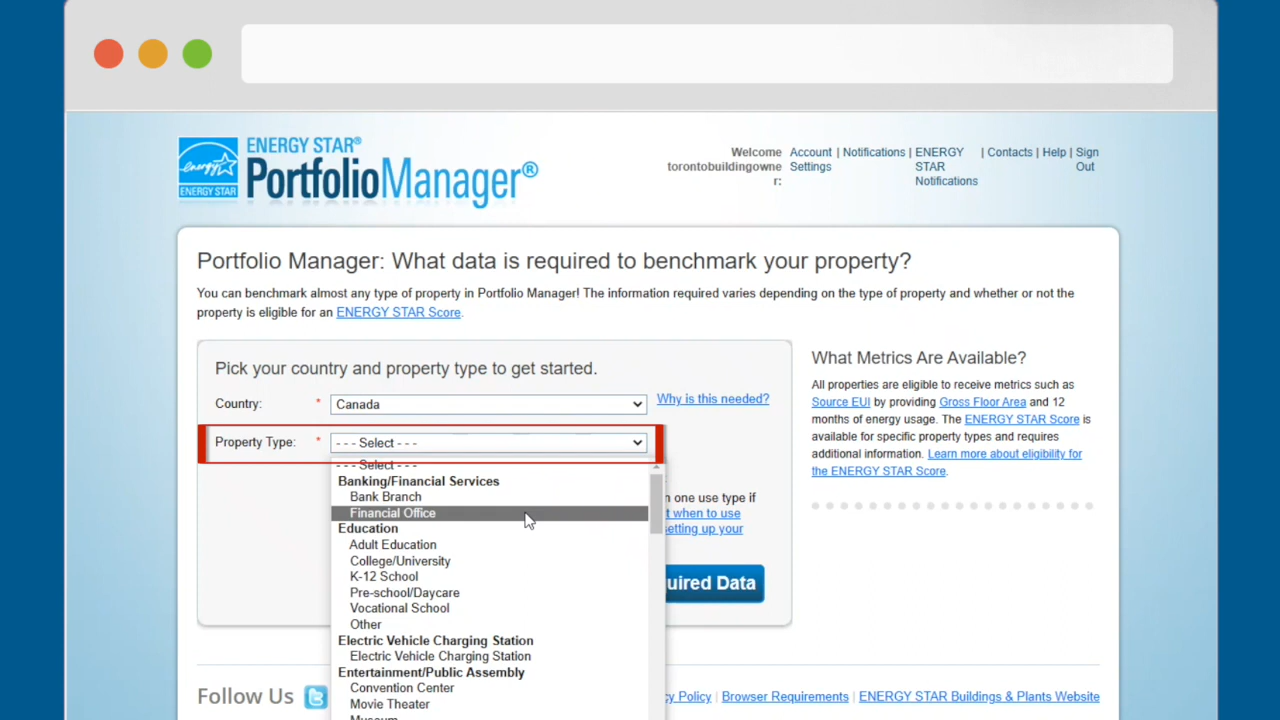 ENERGY STAR®
PortfolioManager®
energy
ENERGY STAR
Welcome
torontobuildingowne
r:
Account
Settings
| Notifications |
ENERGY
STAR
Notifications
| Contacts | Help | Sign
Out
Portfolio Manager: What data is required to benchmark your property?
You can benchmark almost any type of property in Portfolio Manager! The information required varies depending on the type of property and whether or not the
property is eligible for an ENERGY STAR Score.
Pick your country and property type to get started.
Country: * Canada
Why is this needed?
Property Type: * - - - Select - - -
- - - Select - - -
Banking/Financial Services
Bank Branch
Financial Office
Education
Adult Education
College/University
K-12 School
Pre-school/Daycare
Vocational School
Other
Electric Vehicle Charging Station
Electric Vehicle Charging Station
Entertainment/Public Assembly
Convention Center
Movie Theater
Museum
n one use type if
t when to use
etting up your
uired Data
What Metrics Are Available?
All properties are eligible to receive metrics such as
Source EUI by providing Gross Floor Area and 12
months of energy usage. The ENERGY STAR Score is
available for specific property types and requires
additional information. Learn more about eligibility for
the ENERGY STAR Score.
Follow Us
cy Policy | Browser Requirements | ENERGY STAR Buildings & Plants Website